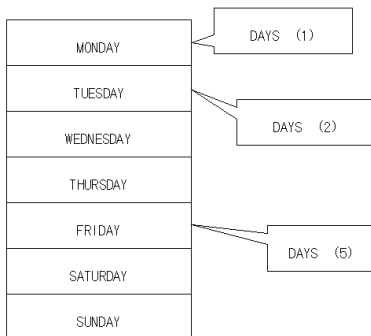 MONDAY
DAYS (1)
TUESDAY
DAYS (2)
WEDNESDAY
THURSDAY
FRIDAY
DAYS (5)
SATURDAY
SUNDAY